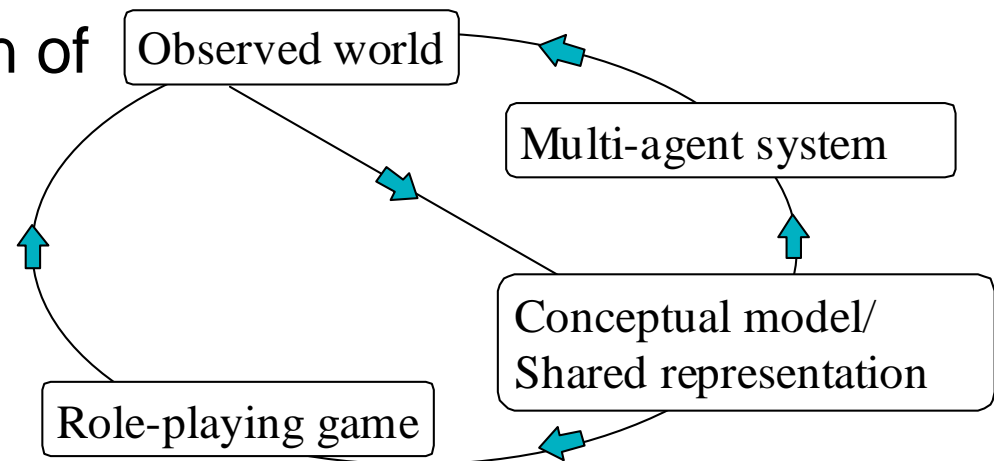 n of
Observed world
Multi-agent system
Conceptual model/
Shared representation
Role-playing game